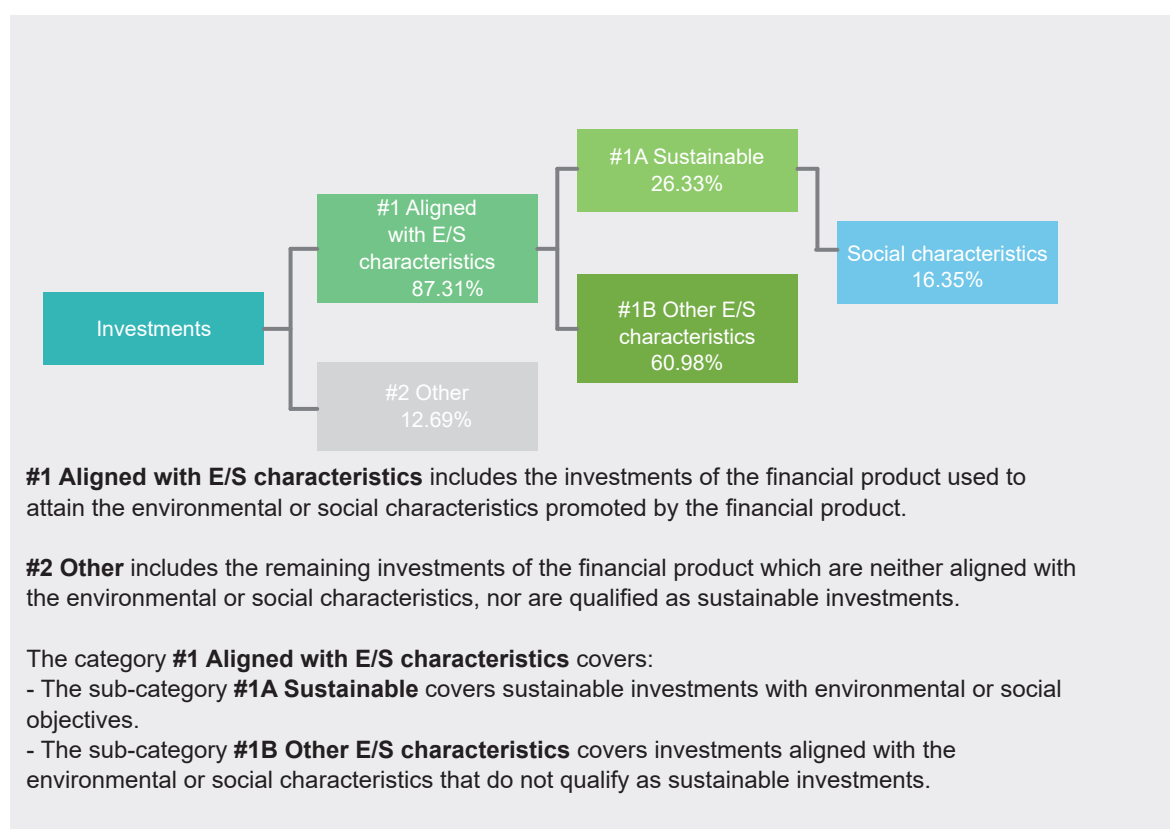 #1A Sustainable
26.33%
#1 Aligned
with E/S
characteristics
87.31%
Social characteristics
16.35%
Investments
#1B Other E/S
characteristics
60.98%
#2 Other
12.69%
#1 Aligned with E/S characteristics includes the investments of the financial product used to
attain the environmental or social characteristics promoted by the financial product.
#2 Other includes the remaining investments of the financial product which are neither aligned with
the environmental or social characteristics, nor are qualified as sustainable investments.
The category #1 Aligned with E/S characteristics covers:
- The sub-category #1A Sustainable covers sustainable investments with environmental or social
objectives.
- The sub-category #1B Other E/S characteristics covers investments aligned with the
environmental or social characteristics that do not qualify as sustainable investments.